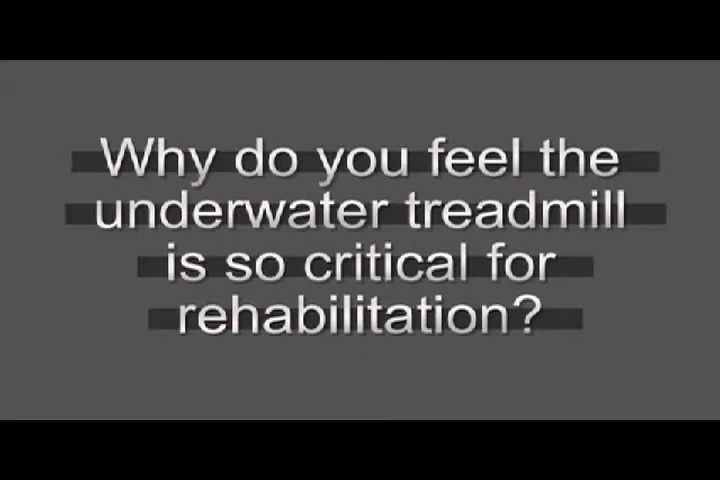 Why do you feel the
underwater treadmill
is so critical for
rehabilitation?